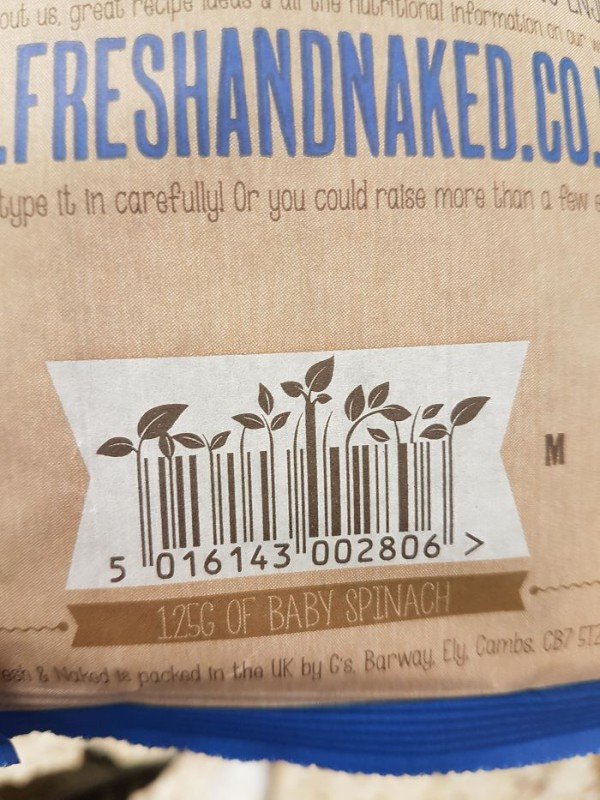 out us, great recipe ideas & all the nutritional information on our
.FRESHANDNAKED.CO.
type it in carefully! Or you could raise more than a few
M
5 016143 002806 >
125G OF BABY SPINACH
& Naked is packed in the UK by G's, Barway, Ely, Cambs. CB7 5TZ